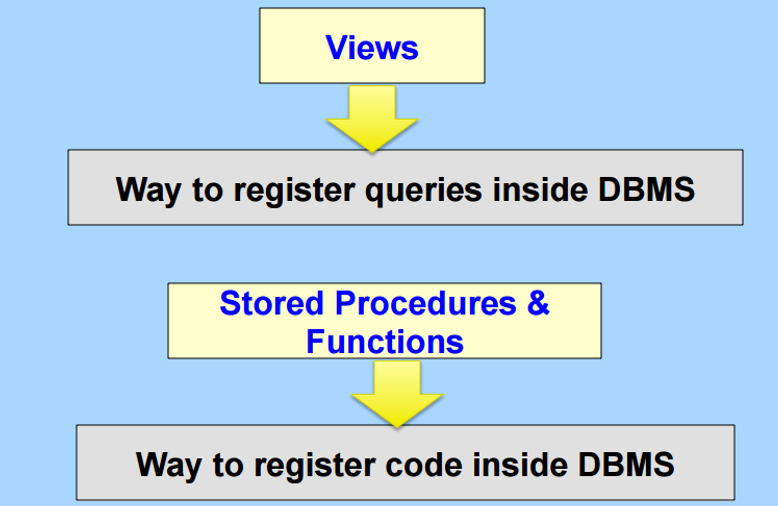 Views
Way to register queries inside DBMS
Stored Procedures &
Functions
Way to register code inside DBMS